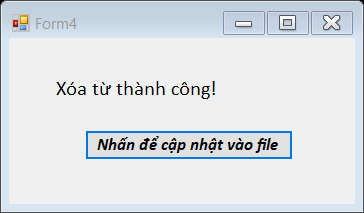 Form4
Xóa từ thành công!
Nhấn để cập nhật vào file